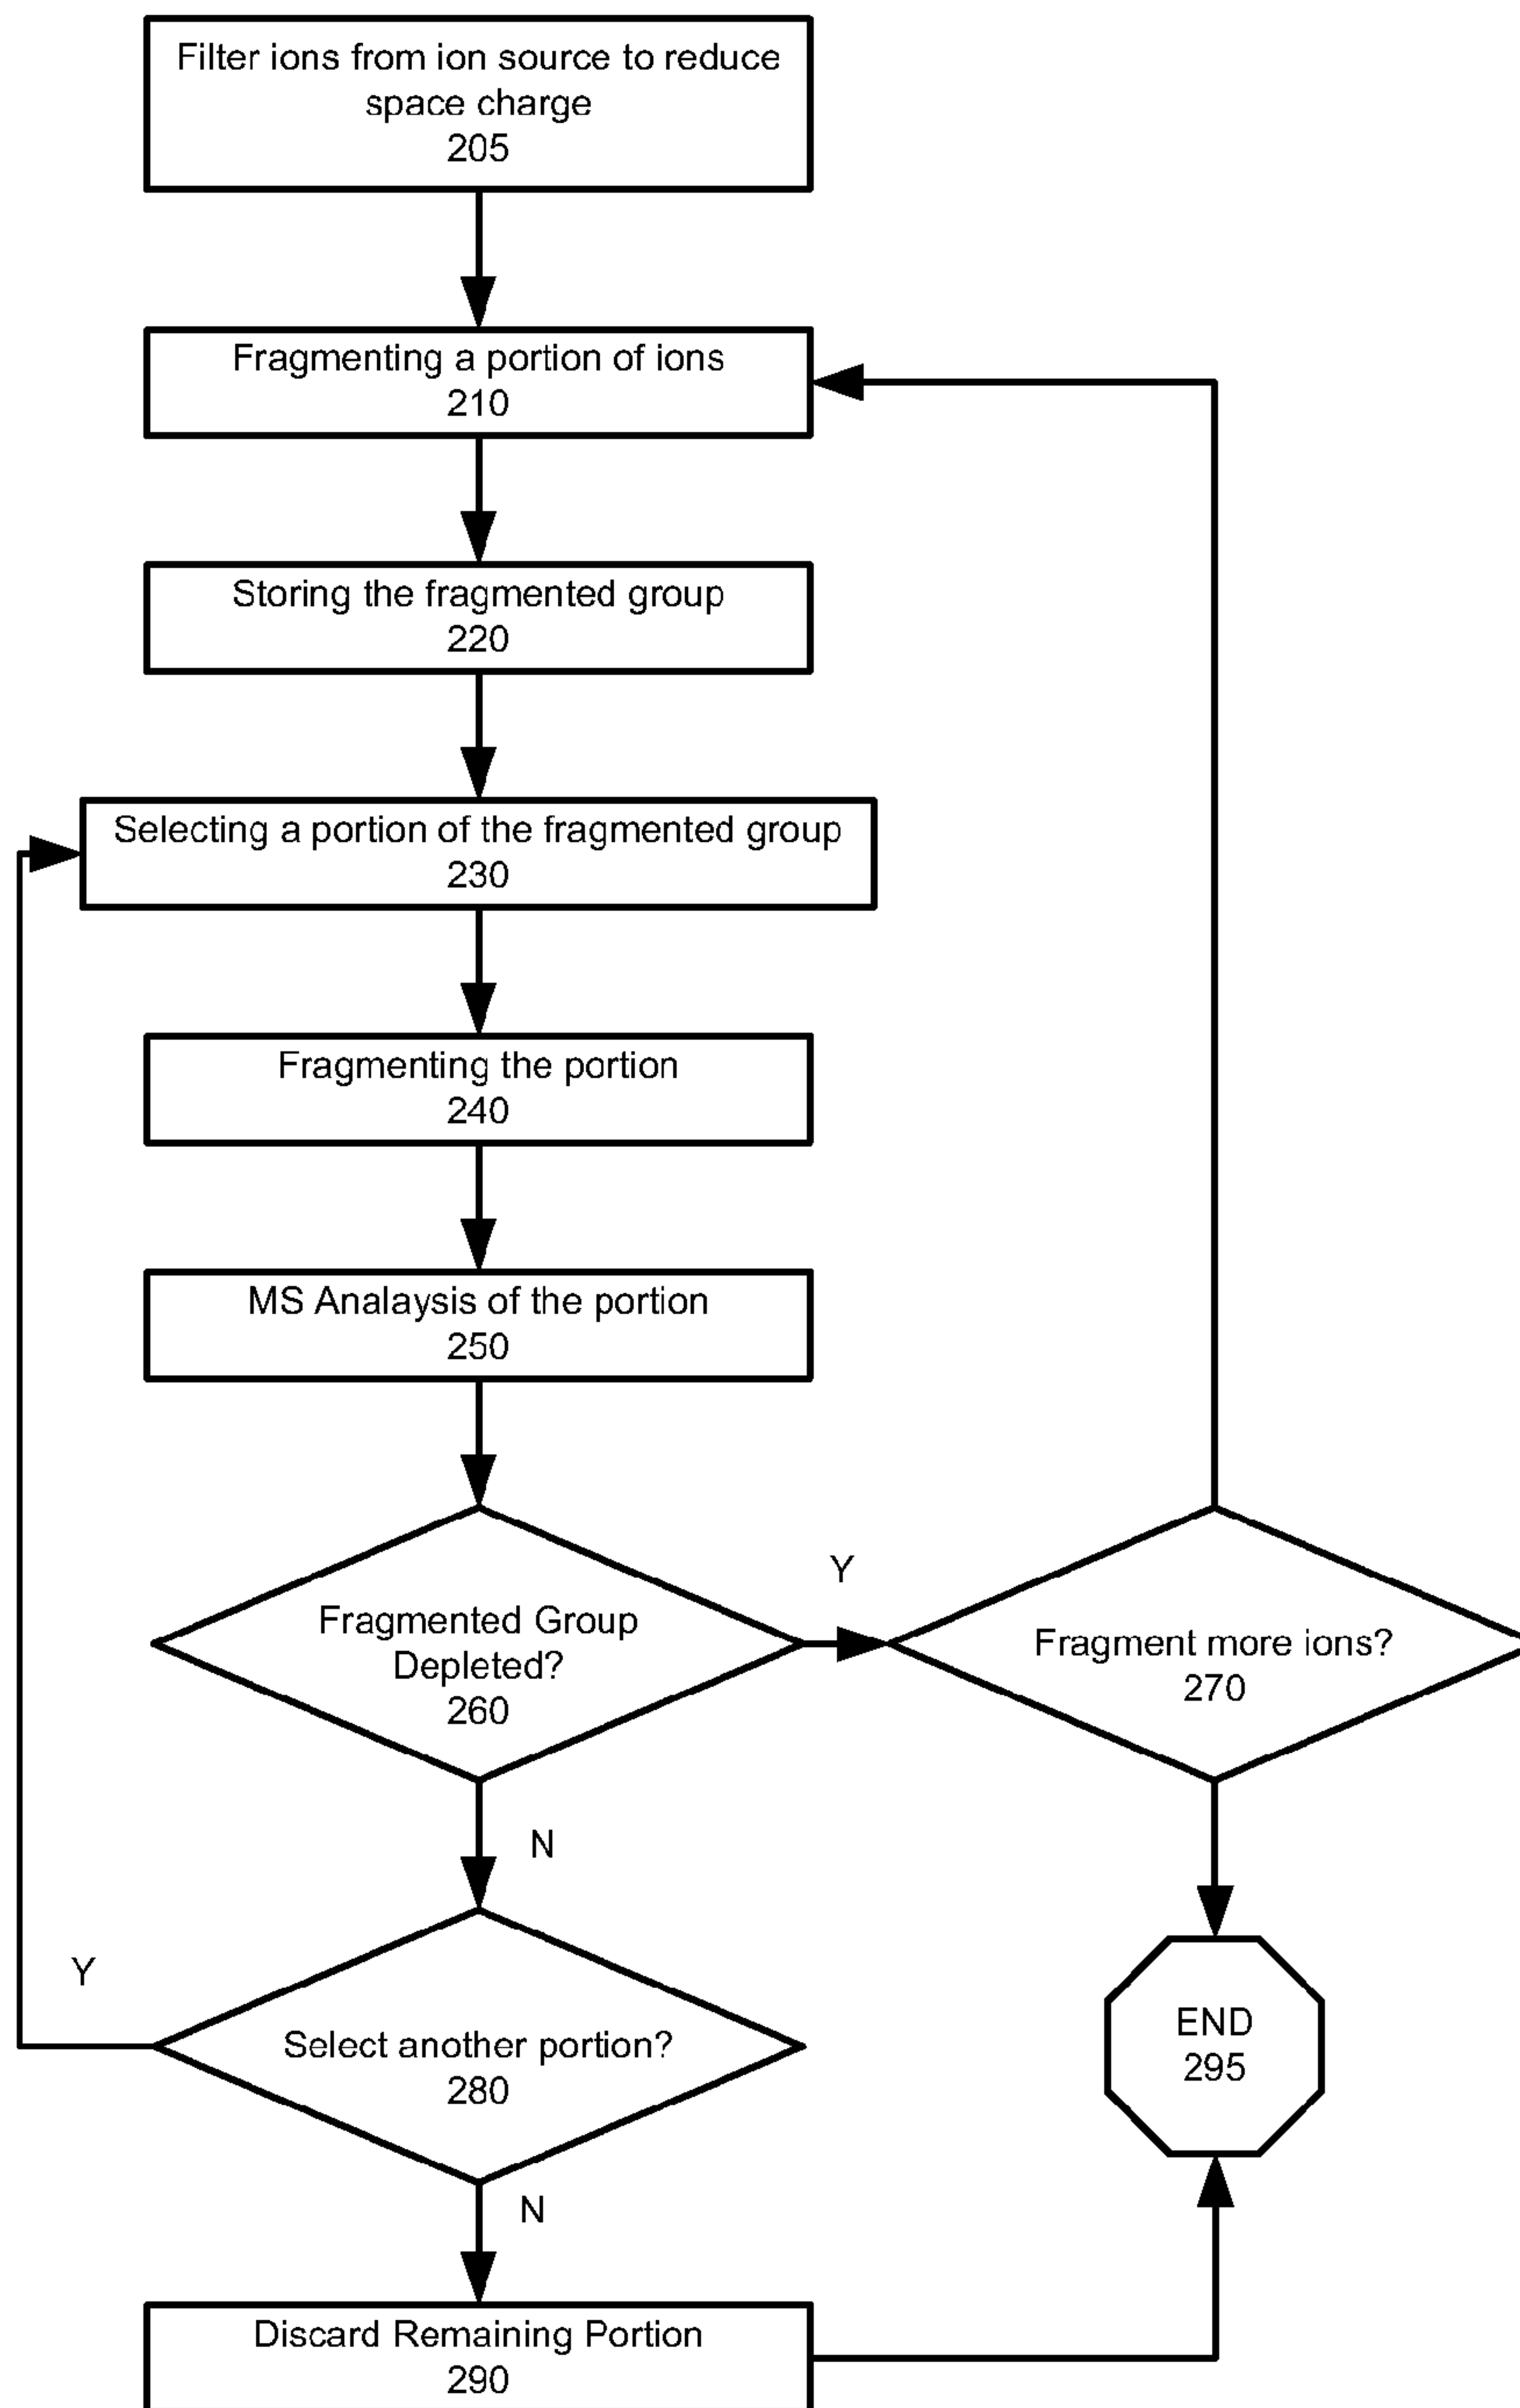 Filter ions from ion source to reduce
space charge
205
Fragmenting a portion of ions
210
Storing the fragmented group
220
Selecting a portion of the fragmented group
230
Fragmenting the portion
240
MS Analaysis of the portion
250
Fragmented Group
Depleted?
260
Y
Fragment more ions?
270
N
Y
Select another portion?
280
END
295
N
Discard Remaining Portion
290